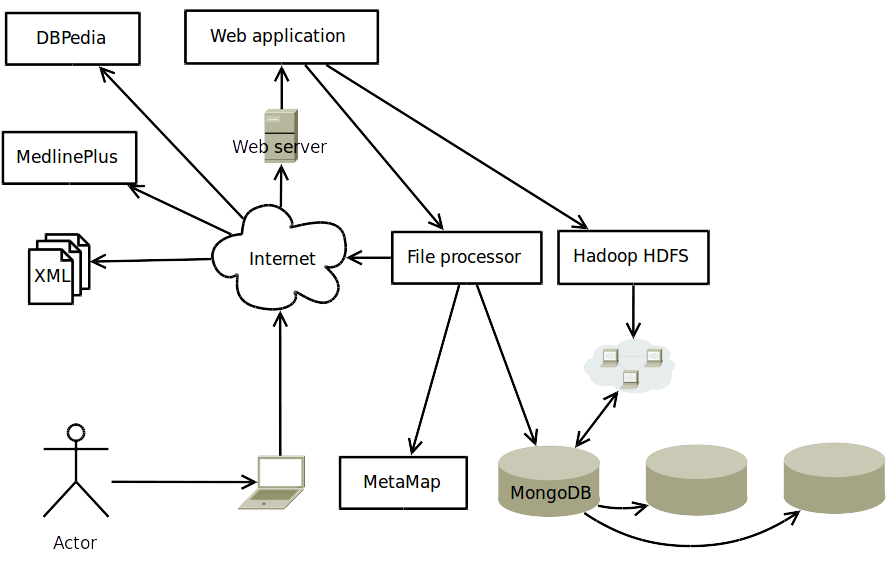 DBPedia
Web application
MedlinePlus
Web server
XML
Internet
File processor
Hadoop HDFS
MetaMap
MongoDB
Actor